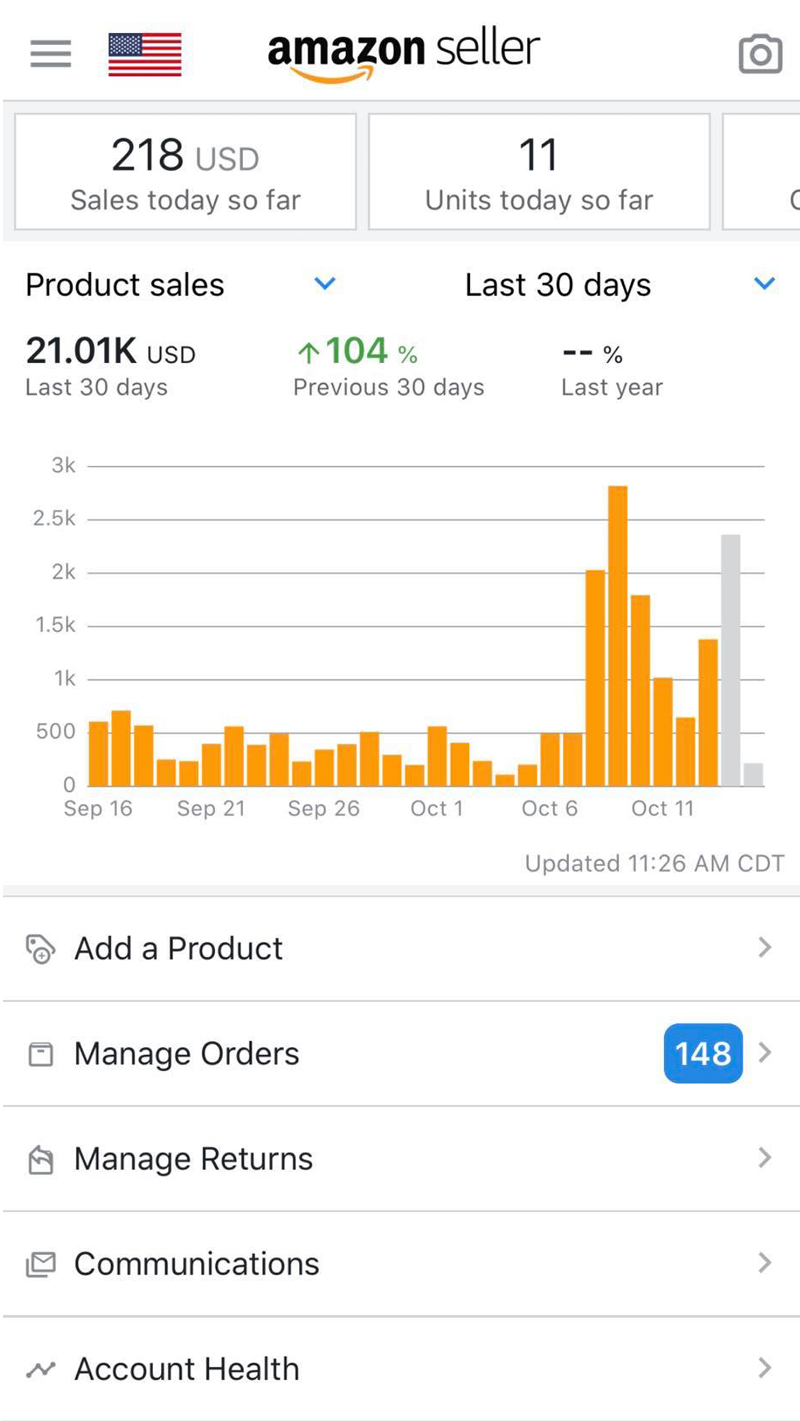 amazon seller
218 USD
Sales today so far
11
Units today so far
Product sales
Last 30 days
21.01K USD
Last 30 days
↑104 %
Previous 30 days
-- %
Last year
3k
2.5k
2k
1.5k
1k
500
0
Sep 16 Sep 21 Sep 26 Oct 1 Oct 6 Oct 11
Updated 11:26 AM CDT
Add a Product
Manage Orders 148
Manage Returns
Communications
Account Health